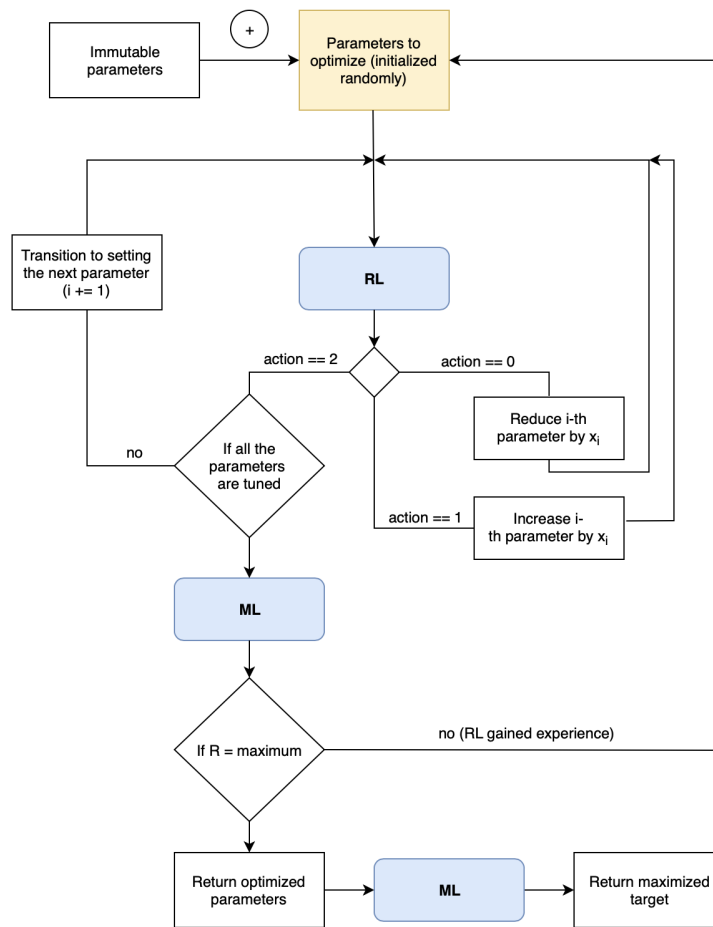 Immutable
parameters
+
Parameters to
optimize (initialized
randomly)
Transition to setting
the next parameter
(i += 1)
RL
action == 2
action == 0
Reduce i-th
parameter by xᵢ
If all the
parameters
are tuned
no
action == 1
Increase i-
th parameter by xᵢ
ML
If R = maximum
no (RL gained experience)
Return optimized
parameters
ML
Return maximized
target